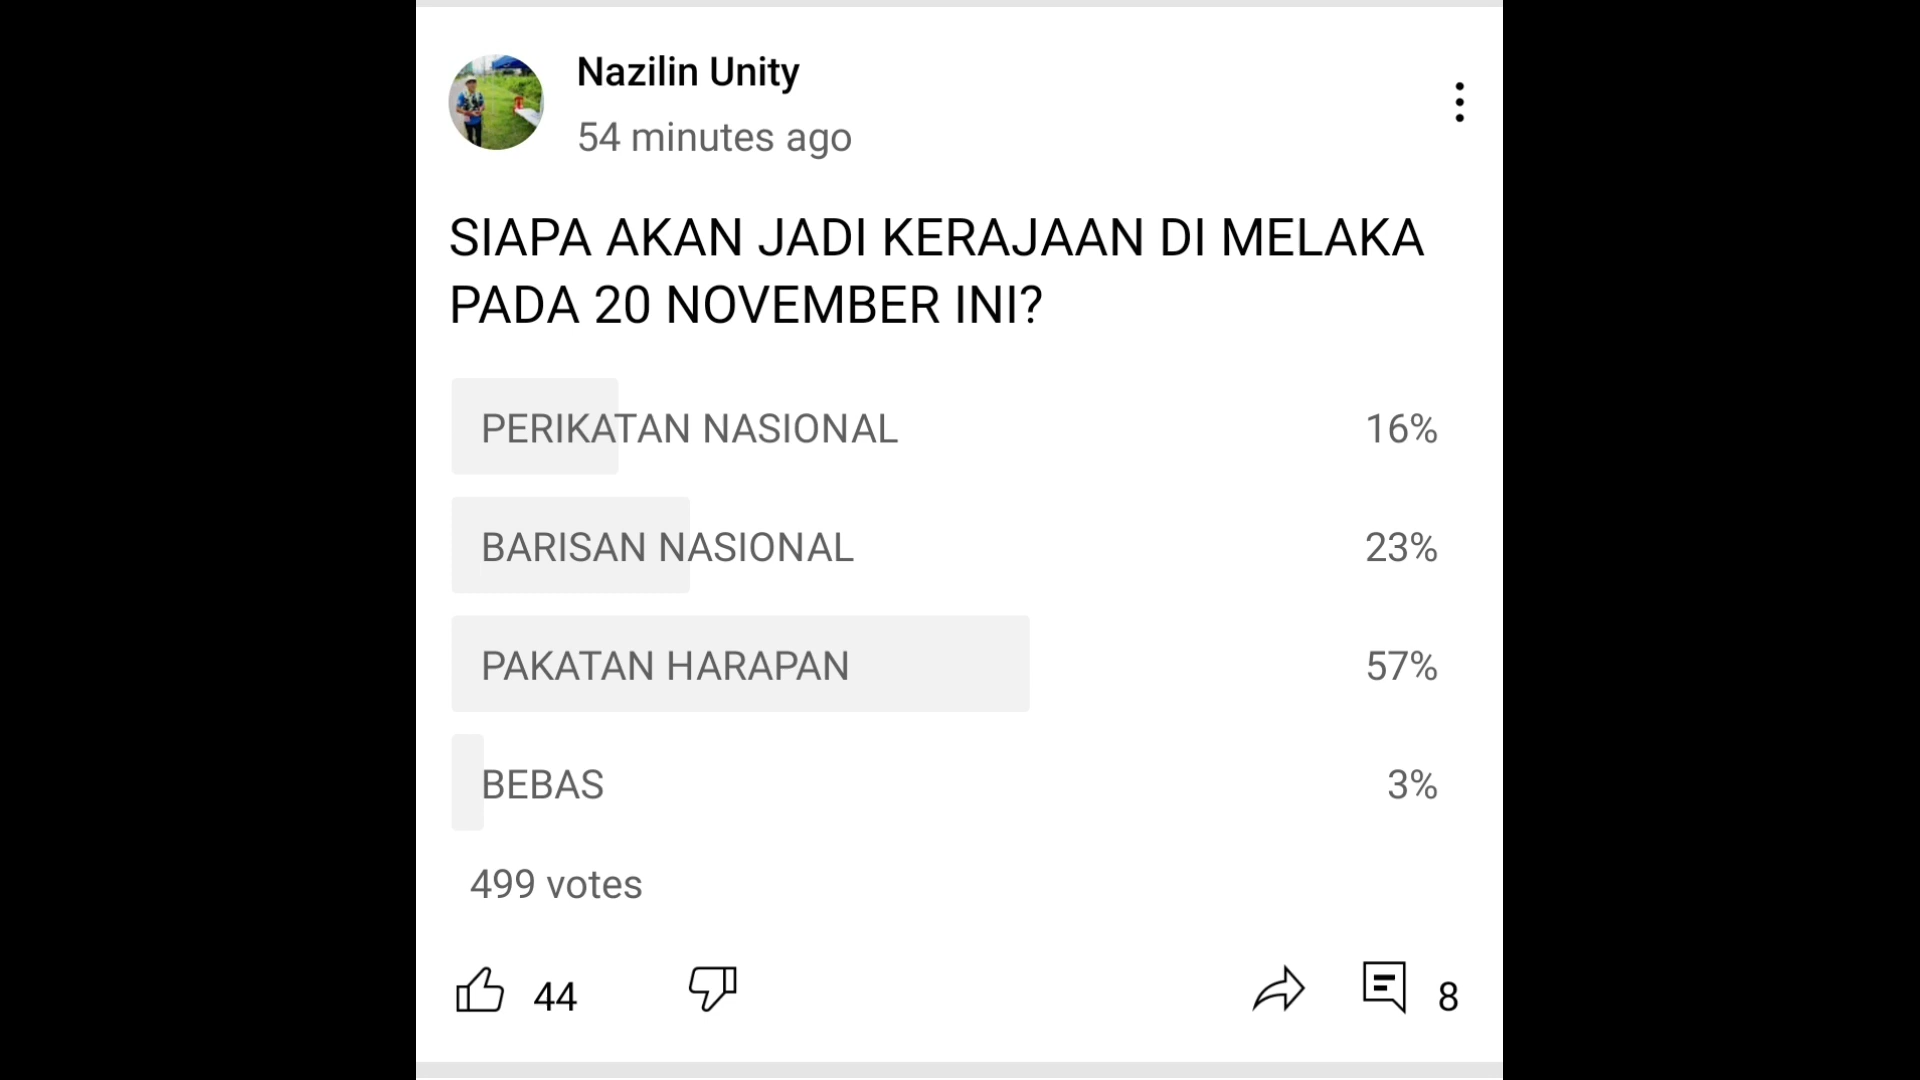 Nazilin Unity
54 minutes ago
SIAPA AKAN JADI KERAJAAN DI MELAKA
PADA 20 NOVEMBER INI?
PERIKATAN NASIONAL 16%
BARISAN NASIONAL 23%
PAKATAN HARAPAN 57%
BEBAS 3%
499 votes
44 8